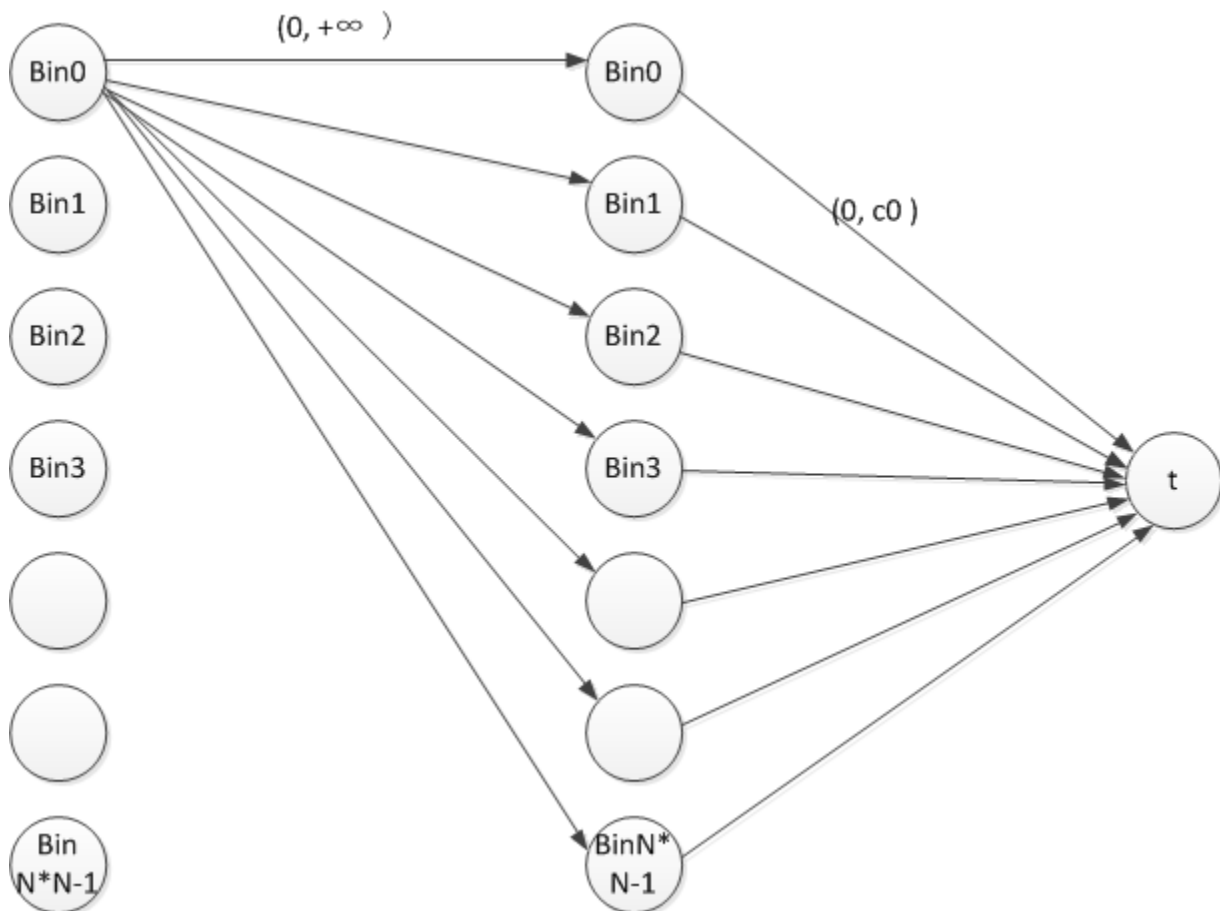 (0, +∞ )
Bin0
Bin0
Bin1
Bin1
(0, c0 )
Bin2
Bin2
Bin3
Bin3
t
Bin
N*N-1
BinN*
N-1